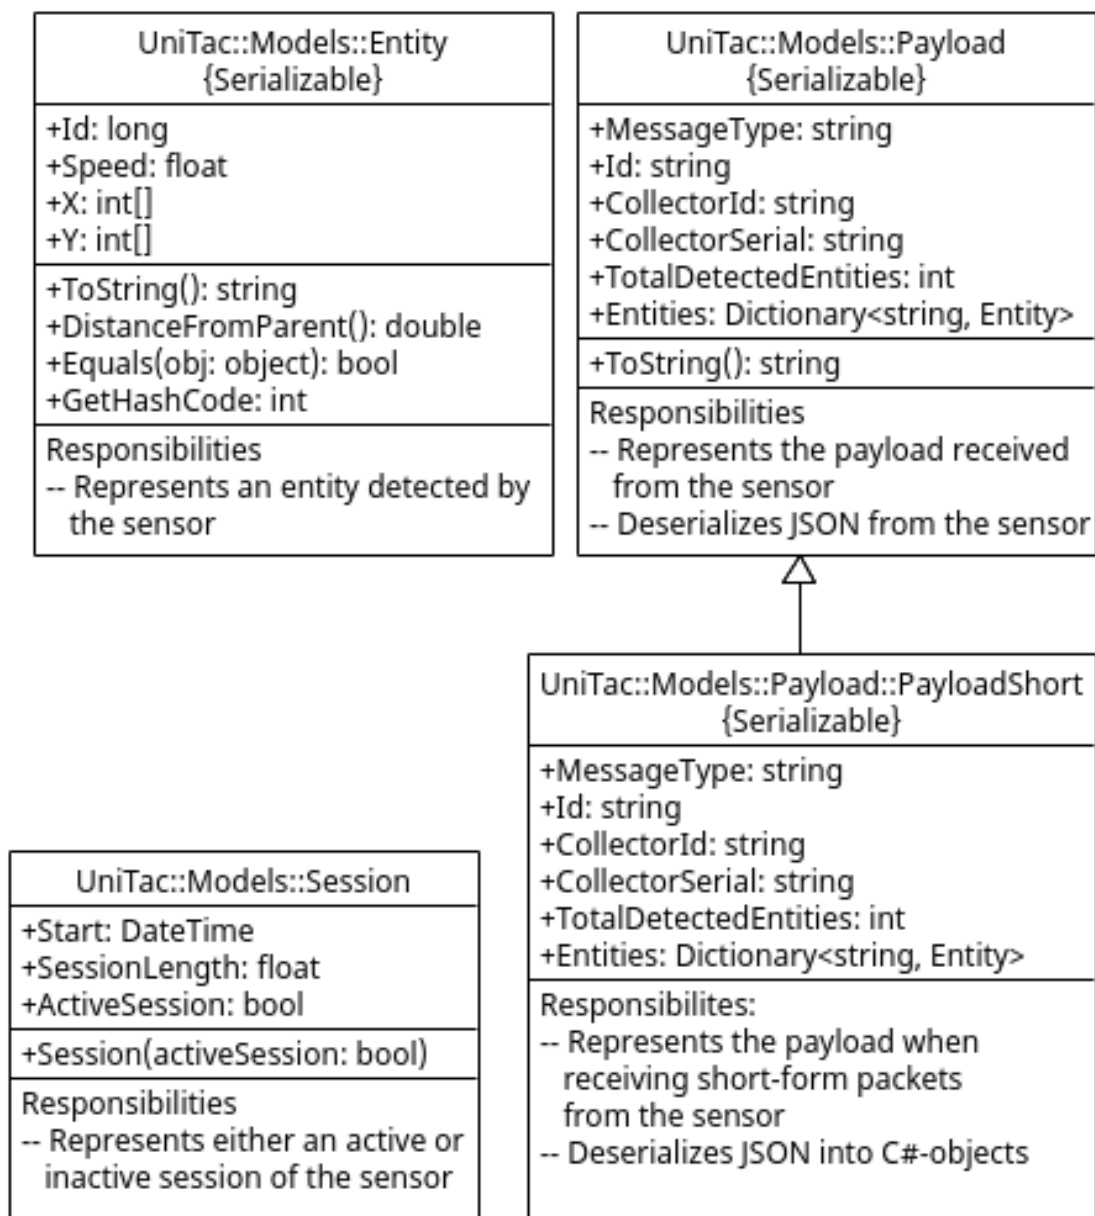 UniTac::Models::Entity
{Serializable}
+Id: long
+Speed: float
+X: int[]
+Y: int[]
+ToString(): string
+DistanceFromParent(): double
+Equals(obj: object): bool
+GetHashCode: int
Responsibilities
-- Represents an entity detected by
the sensor
UniTac::Models::Payload
{Serializable}
+MessageType: string
+Id: string
+CollectorId: string
+CollectorSerial: string
+TotalDetectedEntities: int
+Entities: Dictionary<string, Entity>
+ToString(): string
Responsibilities
-- Represents the payload received
from the sensor
-- Deserializes JSON from the sensor
UniTac::Models::Payload::PayloadShort
{Serializable}
+MessageType: string
+Id: string
+CollectorId: string
+CollectorSerial: string
+TotalDetectedEntities: int
+Entities: Dictionary<string, Entity>
Responsibilites:
-- Represents the payload when
receiving short-form packets
from the sensor
-- Deserializes JSON into C#-objects
UniTac::Models::Session
+Start: DateTime
+SessionLength: float
+ActiveSession: bool
+Session(activeSession: bool)
Responsibilities
-- Represents either an active or
inactive session of the sensor